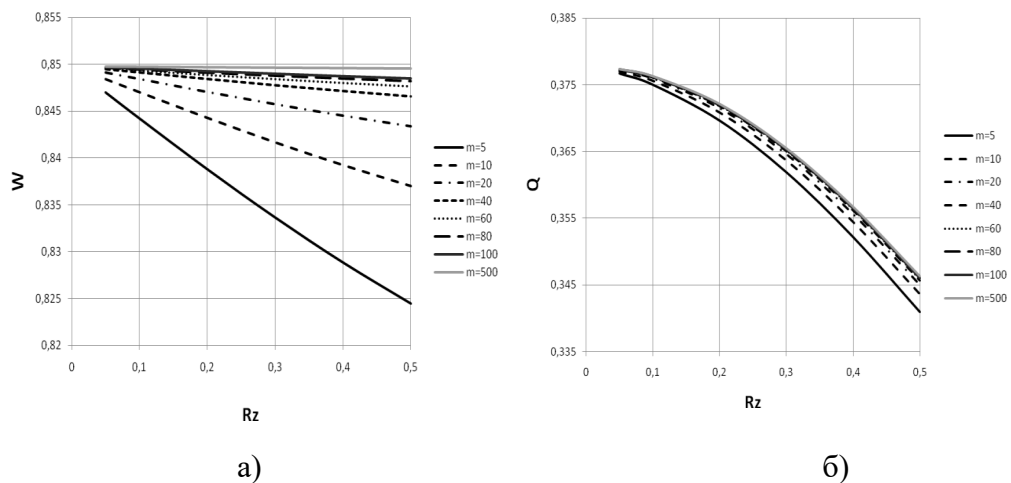 0,855
0,85
0,845
0,84
0,835
0,83
0,825
0,82
W
0
0,1
0,2
0,3
0,4
0,5
Rz
m=5
m=10
m=20
m=40
m=60
m=80
m=100
m=500
а)
0,385
0,375
0,365
0,355
0,345
0,335
Q
0
0,1
0,2
0,3
0,4
0,5
Rz
m=5
m=10
m=20
m=40
m=60
m=80
m=100
m=500
б)